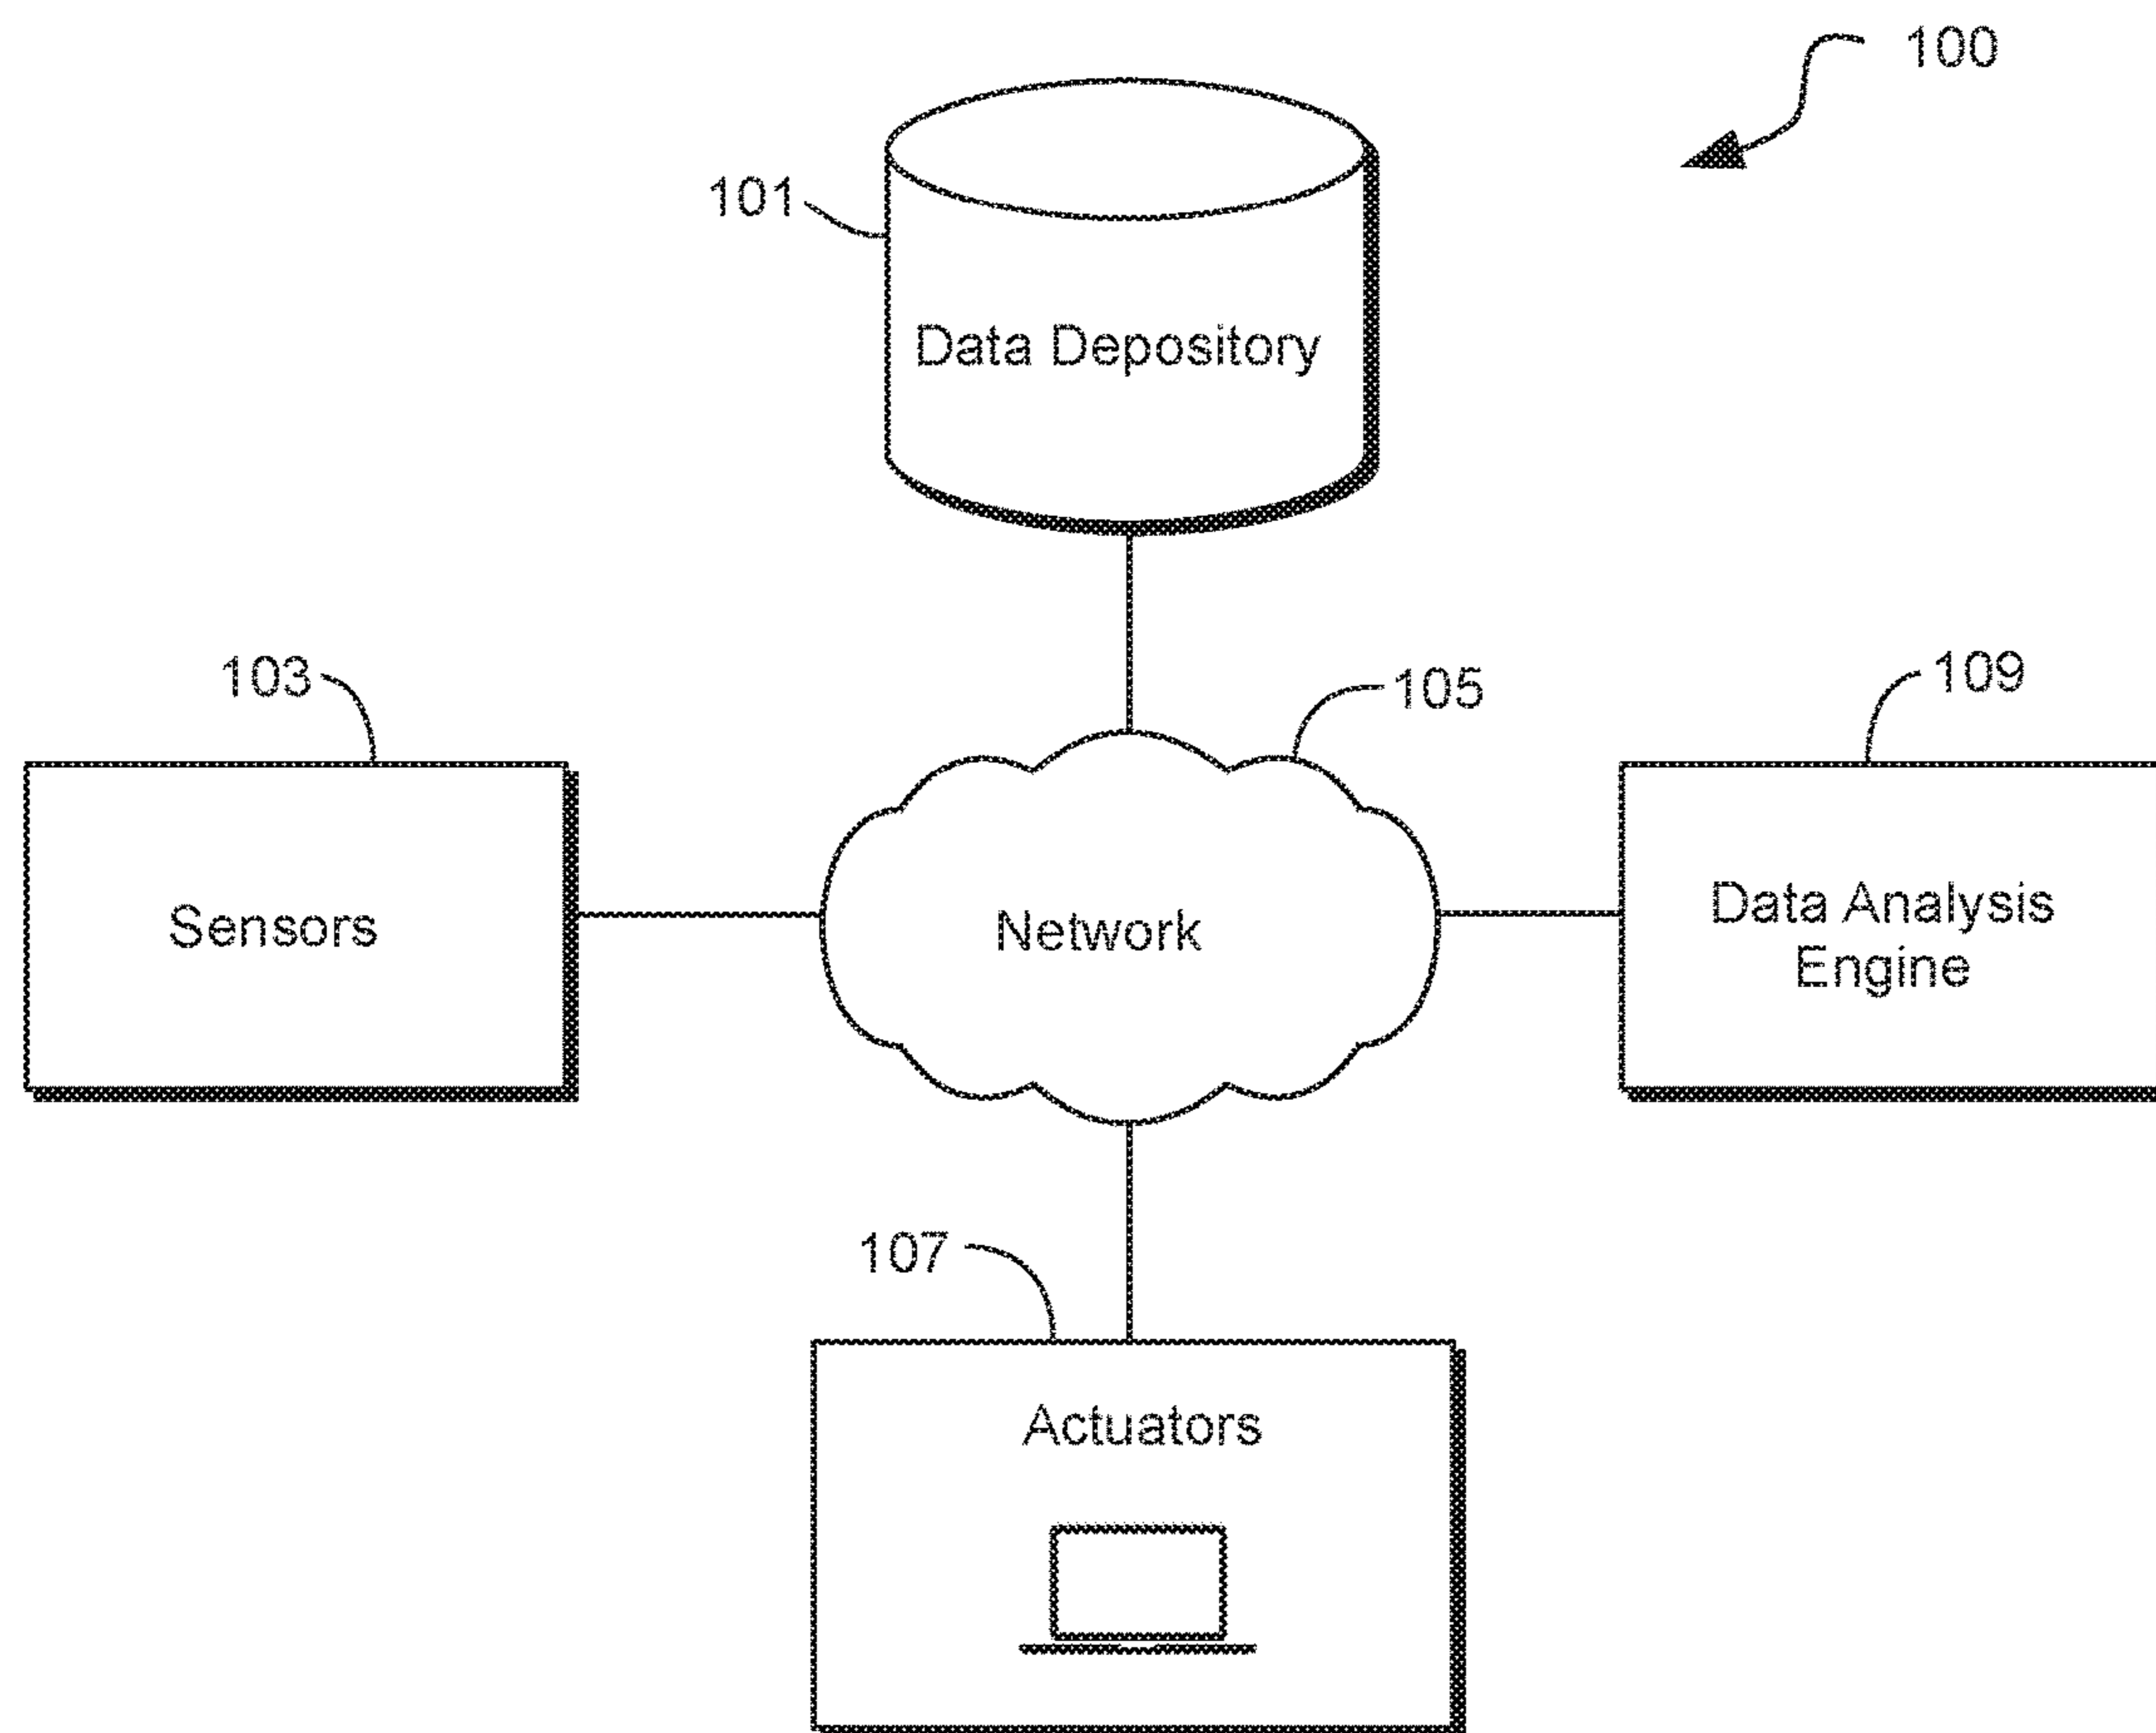 100
101
Data Depository
103
105
109
Sensors
Network
Data Analysis
Engine
107
Actuators